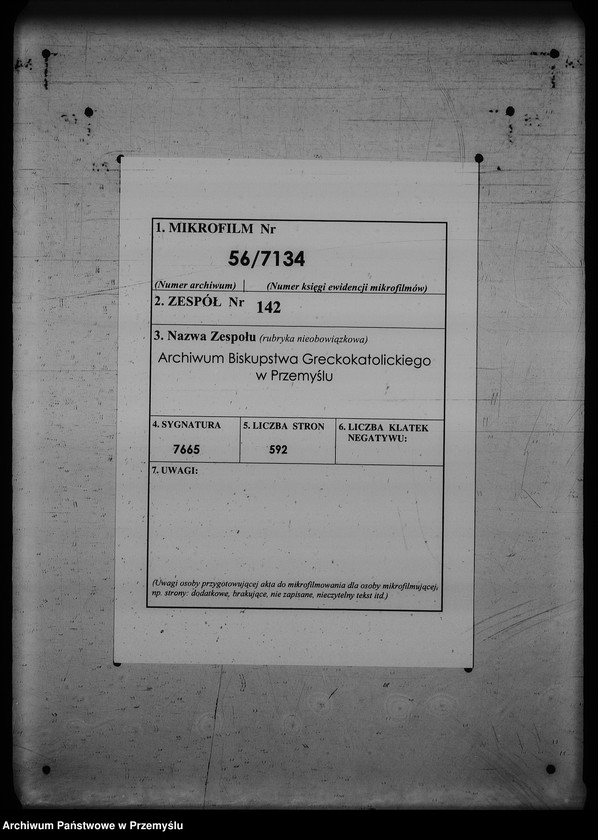 1. MIKROFILM Nr
56/7134
(Numer archiwum) | (Numer księgi ewidencji mikrofilmów)
2. ZESPÓŁ Nr 142
3. Nazwa Zespołu (rubryka nieobowiązkowa)
Archiwum Biskupstwa Greckokatolickiego
w Przemyślu
4. SYGNATURA
7665
5. LICZBA STRON
592
6. LICZBA KLATEK
NEGATYWU:
7. UWAGI:
(Uwagi osoby przygotowującej akta do mikrofilmowania dla osoby mikrofilmującej,
np. strony: dodatkowe, brakujące, nie zapisane, nieczytelny tekst itd.)
Archiwum Państwowe w Przemyślu